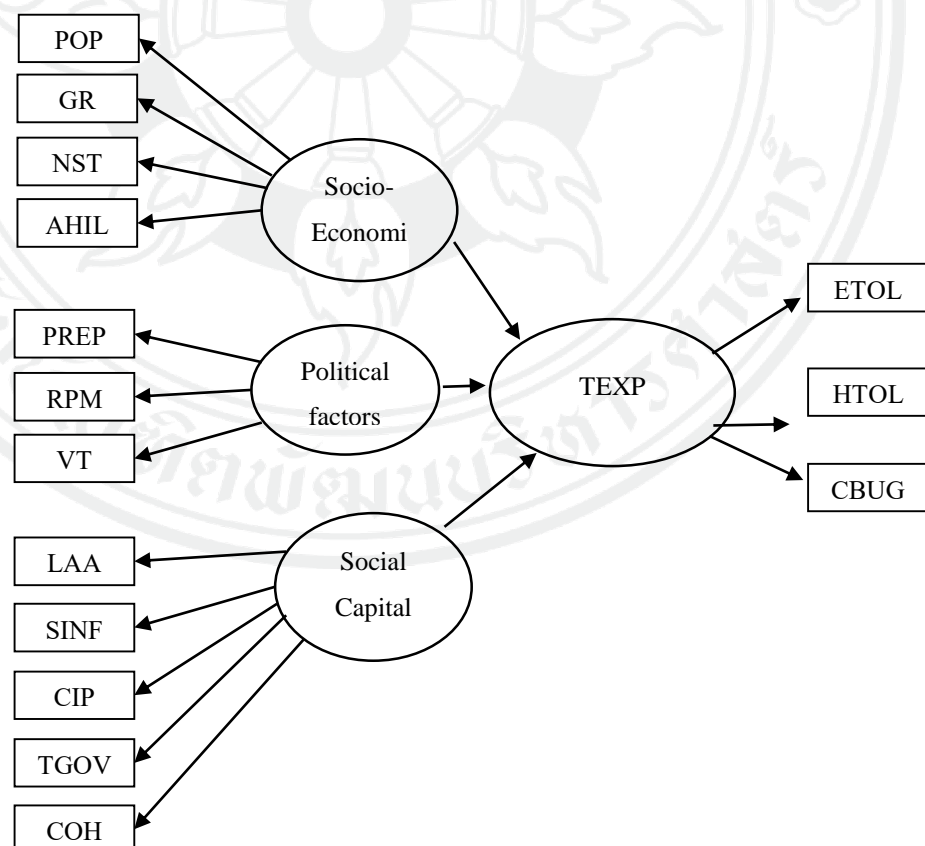 POP
GR
NST
AHIL
Socio-
Economi
PREP
RPM
VT
Political
factors
LAA
SINF
CIP
TGOV
COH
Social
Capital
TEXP
ETOL
HTOL
CBUG